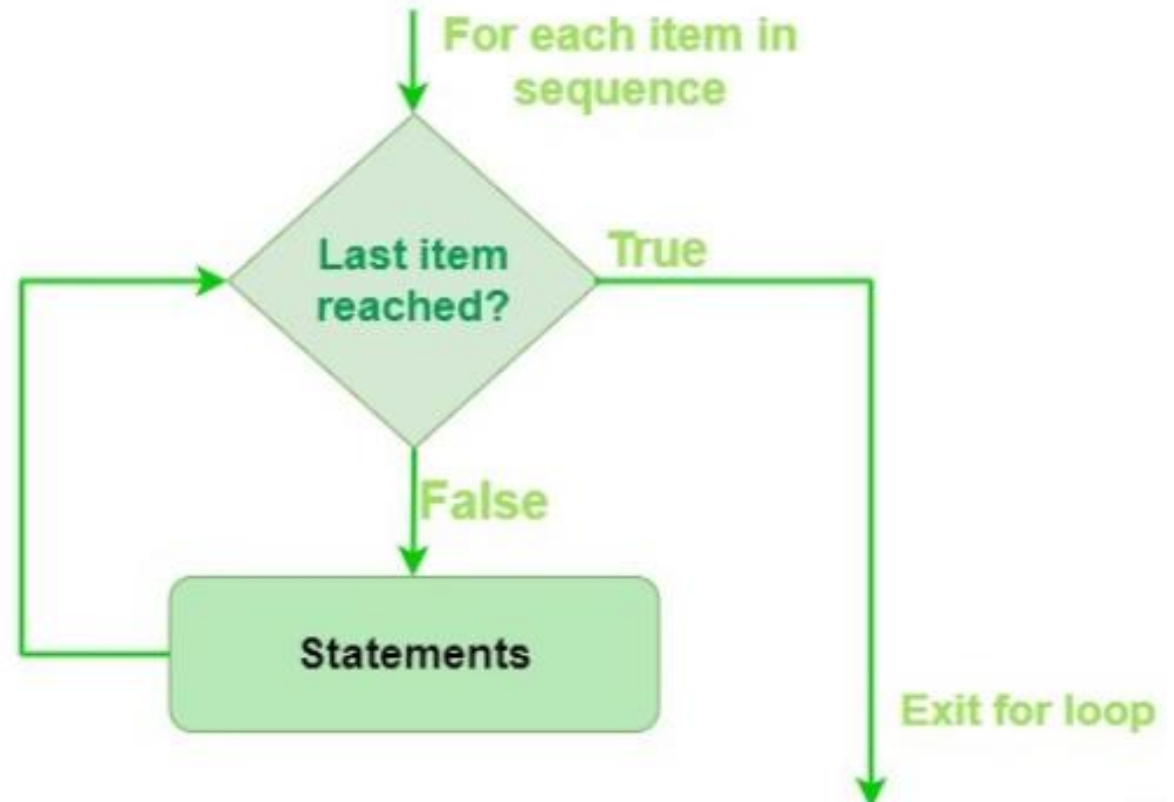 For each item in
sequence
Last item
reached?
True
False
Statements
Exit for loop